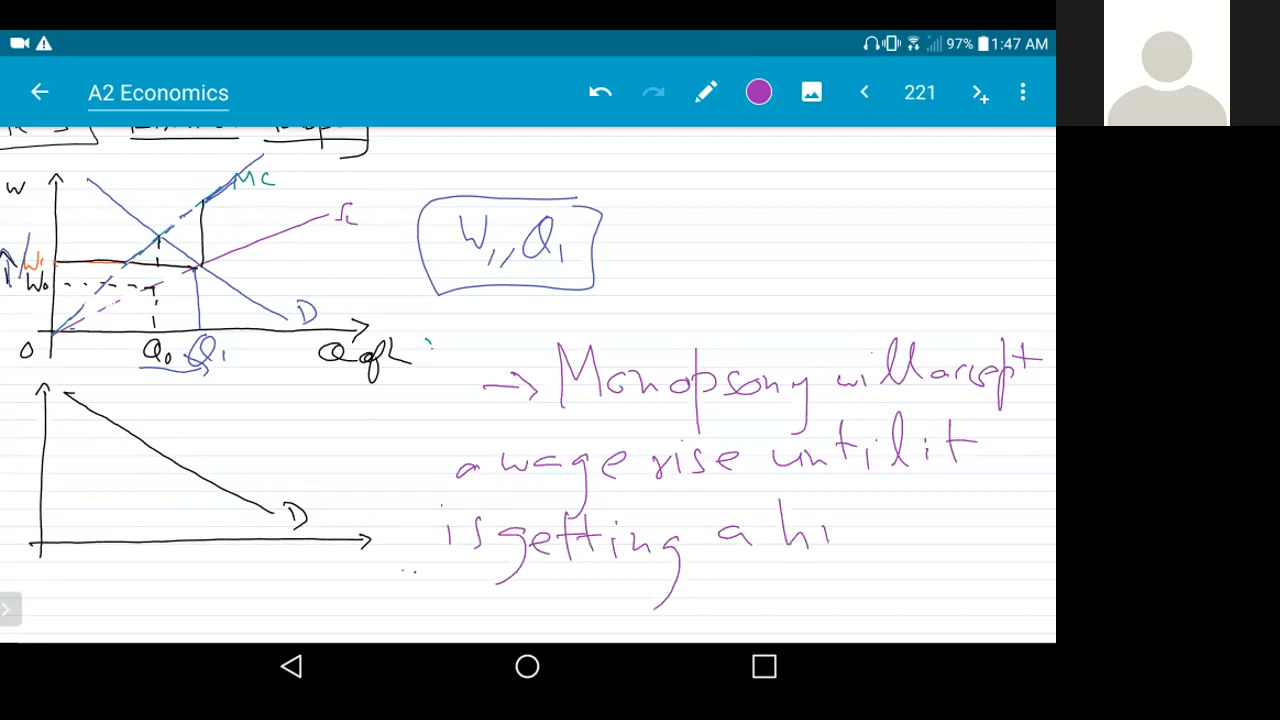 97% 1:47 AM
A2 Economics
221
W
MC
SL
W1
W0
D
O
Q0 Q1
Q of L
W1, Q1
→ Monopsony will accept
a wage rise until it
is getting a hi
D